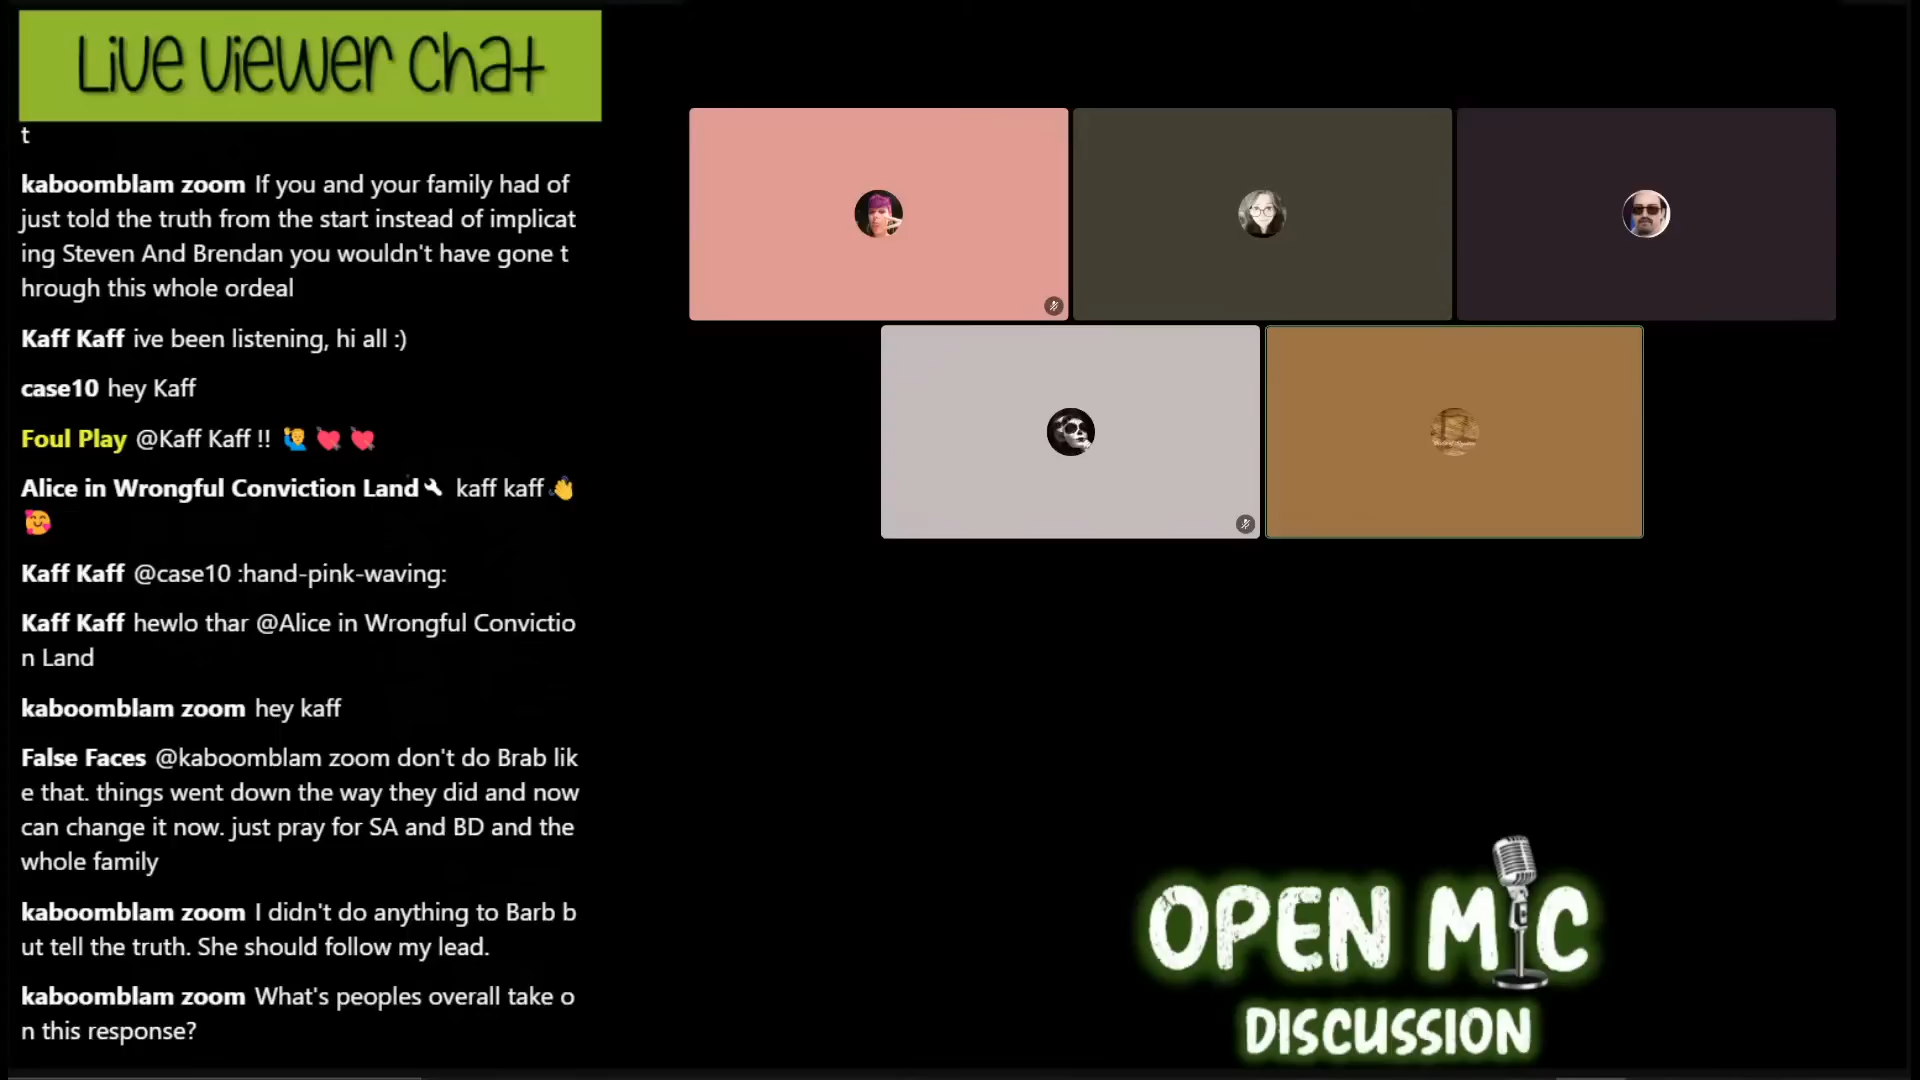 Live Viewer Chat
t
kaboomblam zoom If you and your family had of
just told the truth from the start instead of implicat
ing Steven And Brendan you wouldn't have gone t
hrough this whole ordeal
Kaff Kaff ive been listening, hi all :)
case10 hey Kaff
Foul Play @Kaff Kaff !! 🙋 💘 💘
Alice in Wrongful Conviction Land kaff kaff 👋
🥰
Kaff Kaff @case10 :hand-pink-waving:
Kaff Kaff hewlo thar @Alice in Wrongful Convictio
n Land
kaboomblam zoom hey kaff
False Faces @kaboomblam zoom don't do Brab lik
e that. things went down the way they did and now
can change it now. just pray for SA and BD and the
whole family
kaboomblam zoom I didn't do anything to Barb b
ut tell the truth. She should follow my lead.
kaboomblam zoom What's peoples overall take o
n this response?
OPEN MIC
DISCUSSION